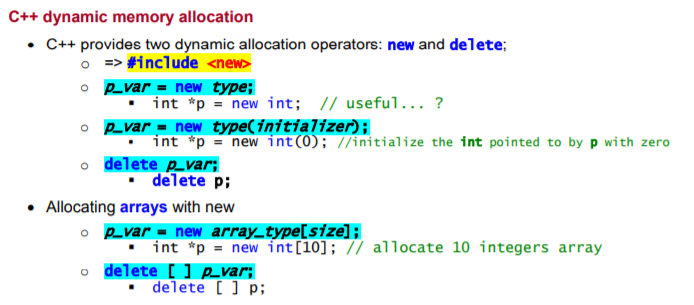 C++ dynamic memory allocation
• C++ provides two dynamic allocation operators: new and delete;
o => #include <new>
o p_var = new type;
▪ int *p = new int; // useful... ?
o p_var = new type(initializer);
▪ int *p = new int(0); //initialize the int pointed to by p with zero
o delete p_var;
▪ delete p;
• Allocating arrays with new
o p_var = new array_type[size];
▪ int *p = new int[10]; // allocate 10 integers array
o delete [ ] p_var;
▪ delete [ ] p;